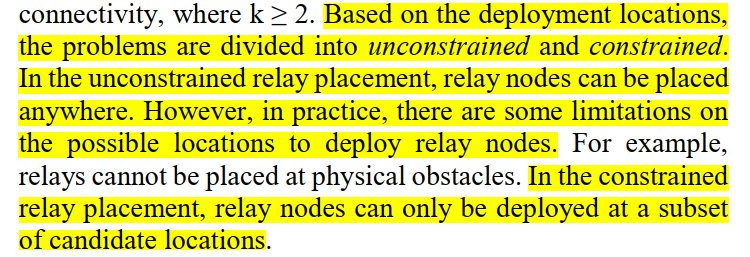 connectivity, where k ≥ 2. Based on the deployment locations,
the problems are divided into unconstrained and constrained.
In the unconstrained relay placement, relay nodes can be placed
anywhere. However, in practice, there are some limitations on
the possible locations to deploy relay nodes. For example,
relays cannot be placed at physical obstacles. In the constrained
relay placement, relay nodes can only be deployed at a subset
of candidate locations.